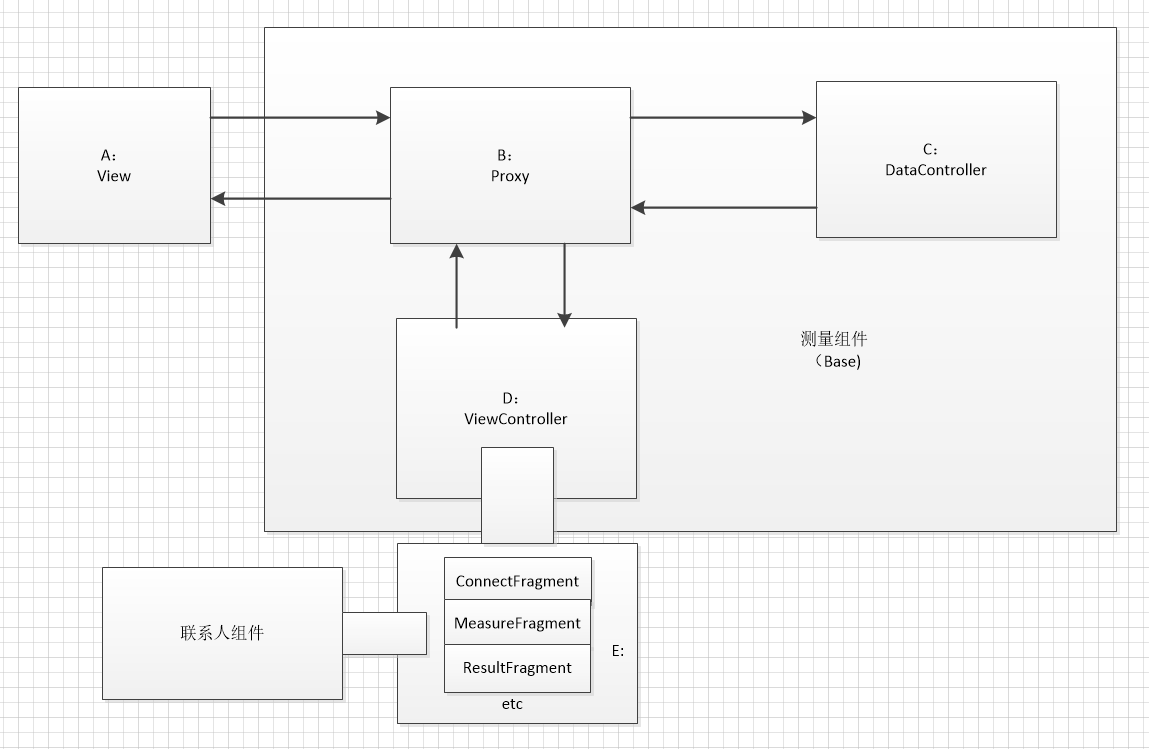 A：
View
B：
Proxy
C：
DataController
测量组件
（Base)
D：
ViewController
联系人组件
ConnectFragment
MeasureFragment
ResultFragment
etc
E: